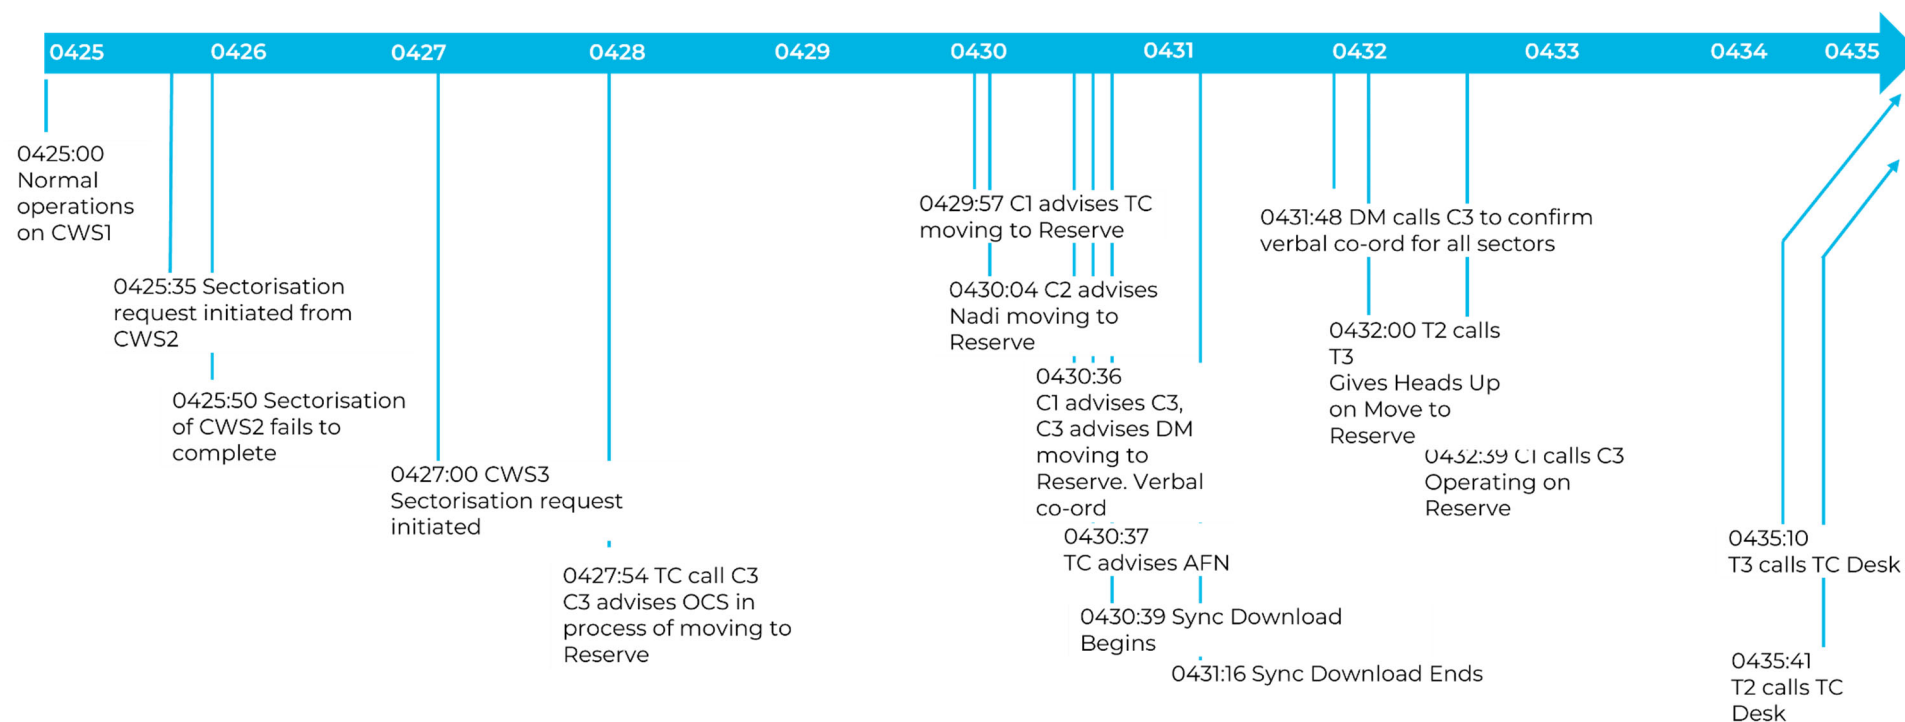 0425 0426 0427 0428 0429 0430 0431 0432 0433 0434 0435
0425:00
Normal
operations
on CWS1
0425:35 Sectorisation
request initiated from
CWS2
0425:50 Sectorisation
of CWS2 fails to
complete
0427:00 CWS3
Sectorisation request
initiated
0427:54 TC call C3
C3 advises OCS in
process of moving to
Reserve
0429:57 C1 advises TC
moving to Reserve
0430:04 C2 advises
Nadi moving to
Reserve
0430:36
C1 advises C3,
C3 advises DM
moving to
Reserve. Verbal
co-ord
0430:37
TC advises AFN
0430:39 Sync Download
Begins
0431:16 Sync Download Ends
0431:48 DM calls C3 to confirm
verbal co-ord for all sectors
0432:00 T2 calls
T3
Gives Heads Up
on Move to
Reserve
0432:39 C1 calls C3
Operating on
Reserve
0435:10
T3 calls TC Desk
0435:41
T2 calls TC
Desk